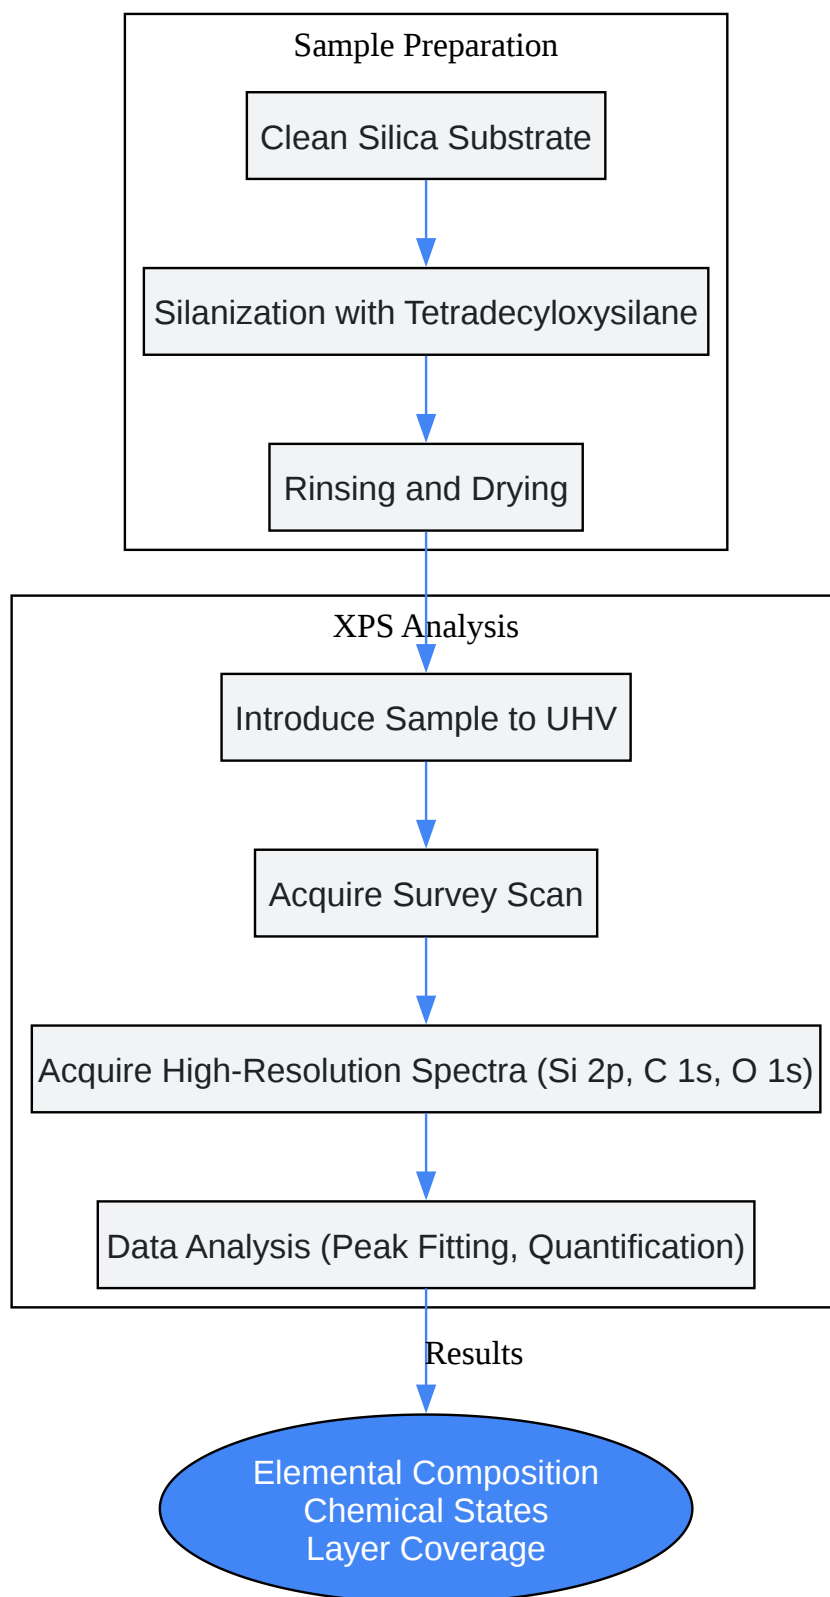 Sample Preparation
Clean Silica Substrate
Silanization with Tetradecyloxysilane
Rinsing and Drying
XPS Analysis
Introduce Sample to UHV
Acquire Survey Scan
Acquire High-Resolution Spectra (Si 2p, C 1s, O 1s)
Data Analysis (Peak Fitting, Quantification)
Results
Elemental Composition
Chemical States
Layer Coverage